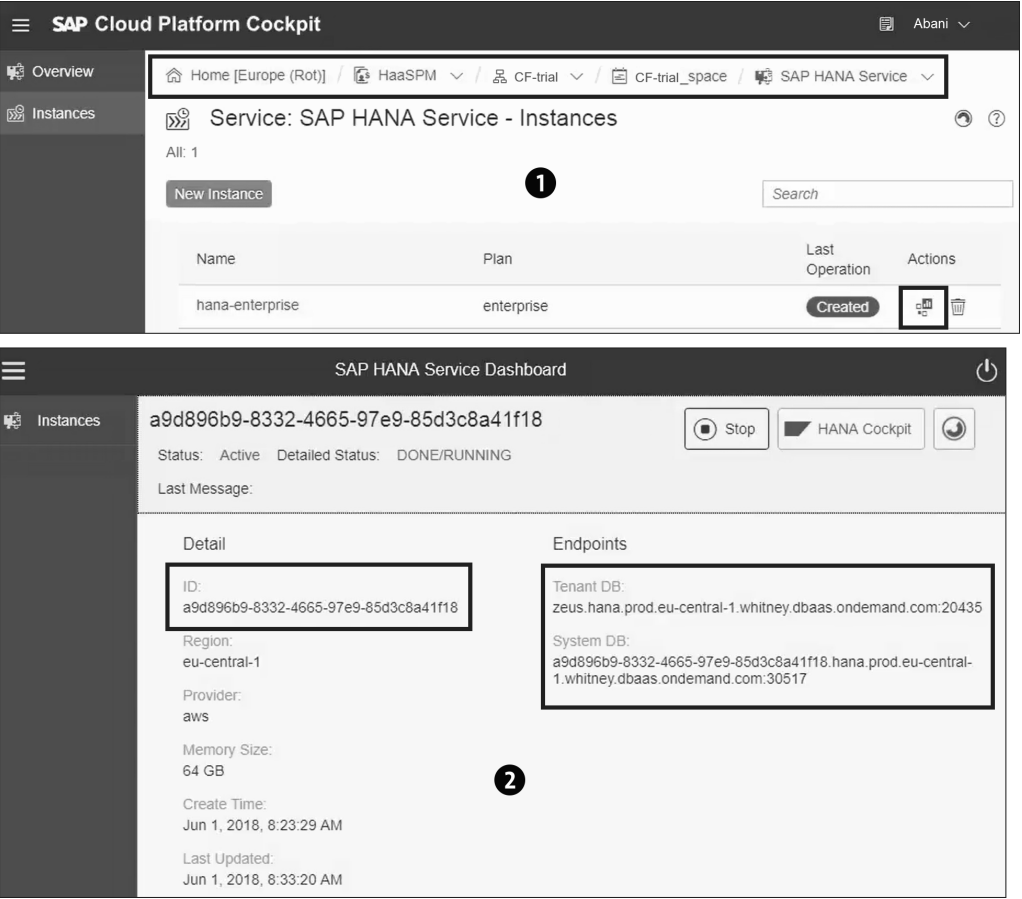 SAP Cloud Platform Cockpit
Abani
Overview
Instances
Home [Europe (Rot)] / HaaSPM / CF-trial / CF-trial_space / SAP HANA Service
Service: SAP HANA Service - Instances
All: 1
1
New Instance
Search
Name Plan Last Operation Actions
hana-enterprise enterprise Created
SAP HANA Service Dashboard
Instances
a9d896b9-8332-4665-97e9-85d3c8a41f18
Stop
HANA Cockpit
Status: Active Detailed Status: DONE/RUNNING
Last Message:
Detail
ID:
a9d896b9-8332-4665-97e9-85d3c8a41f18
Region:
eu-central-1
Provider:
aws
Memory Size:
64 GB
Create Time:
Jun 1, 2018, 8:23:29 AM
Last Updated:
Jun 1, 2018, 8:33:20 AM
Endpoints
Tenant DB:
zeus.hana.prod.eu-central-1.whitney.dbaas.ondemand.com:20435
System DB:
a9d896b9-8332-4665-97e9-85d3c8a41f18.hana.prod.eu-central-
1.whitney.dbaas.ondemand.com:30517
2